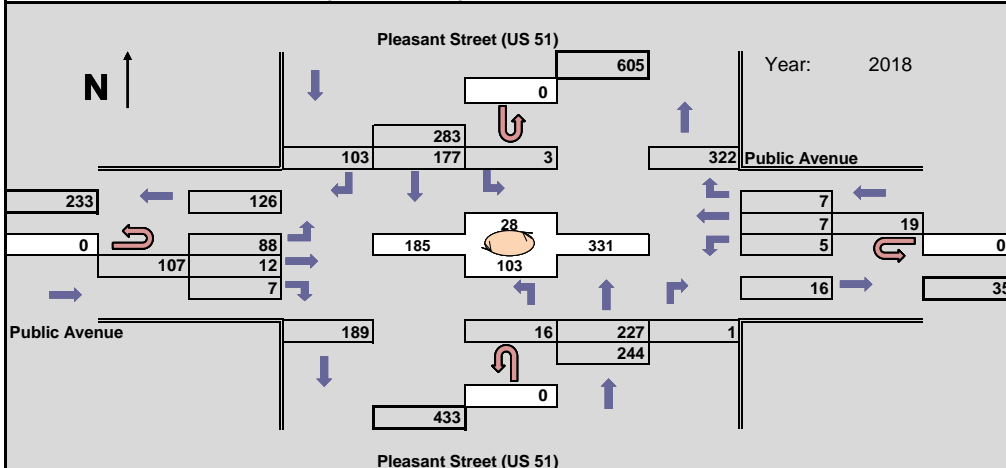 Pleasant Street (US 51)
605
Year: 2018
N
0
283
103 177 3 322 Public Avenue
233 126 7
28 7 19
0 88 185 331 5 0
107 12 103
7 16 35
Public Avenue 189 16 227 1
244
0
433
Pleasant Street (US 51)